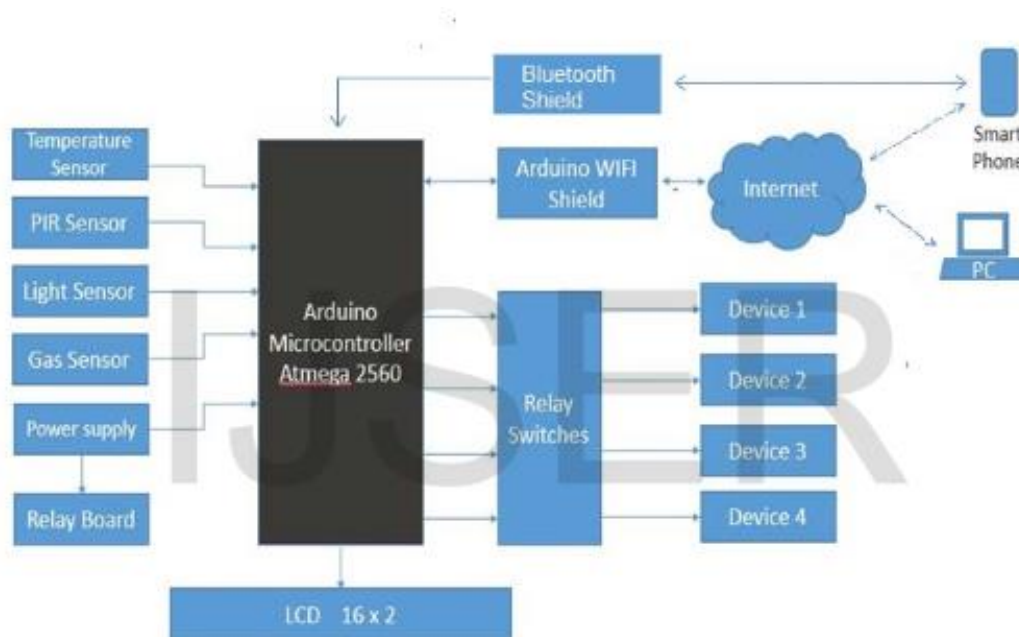 Bluetooth
Shield
Smart
Phone
Temperature
Sensor
Arduino WIFI
Shield
Internet
PIR Sensor
PC
Light Sensor
Arduino
Microcontroller
Atmega 2560
Device 1
Gas Sensor
Device 2
Relay
Switches
Power supply
Device 3
Relay Board
Device 4
LCD 16 x 2
IJSER